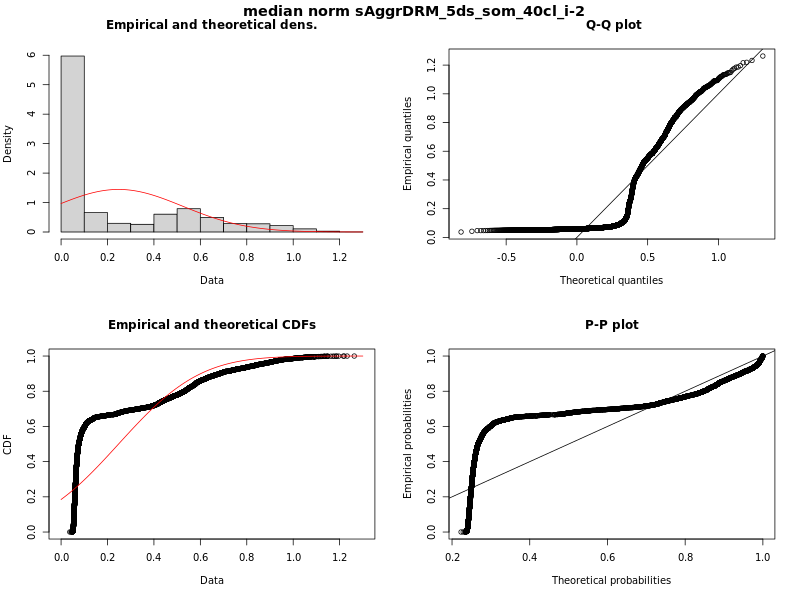 median norm sAggrDRM_5ds_som_40cl_i-2
Empirical and theoretical dens.
Density
0 1 2 3 4 5 6
0.0 0.2 0.4 0.6 0.8 1.0 1.2
Data
Q-Q plot
Empirical quantiles
0.0 0.2 0.4 0.6 0.8 1.0 1.2
-0.5 0.0 0.5 1.0
Theoretical quantiles
Empirical and theoretical CDFs
CDF
0.0 0.2 0.4 0.6 0.8 1.0
0.0 0.2 0.4 0.6 0.8 1.0 1.2
Data
P-P plot
Empirical probabilities
0.0 0.2 0.4 0.6 0.8 1.0
0.2 0.4 0.6 0.8 1.0
Theoretical probabilities